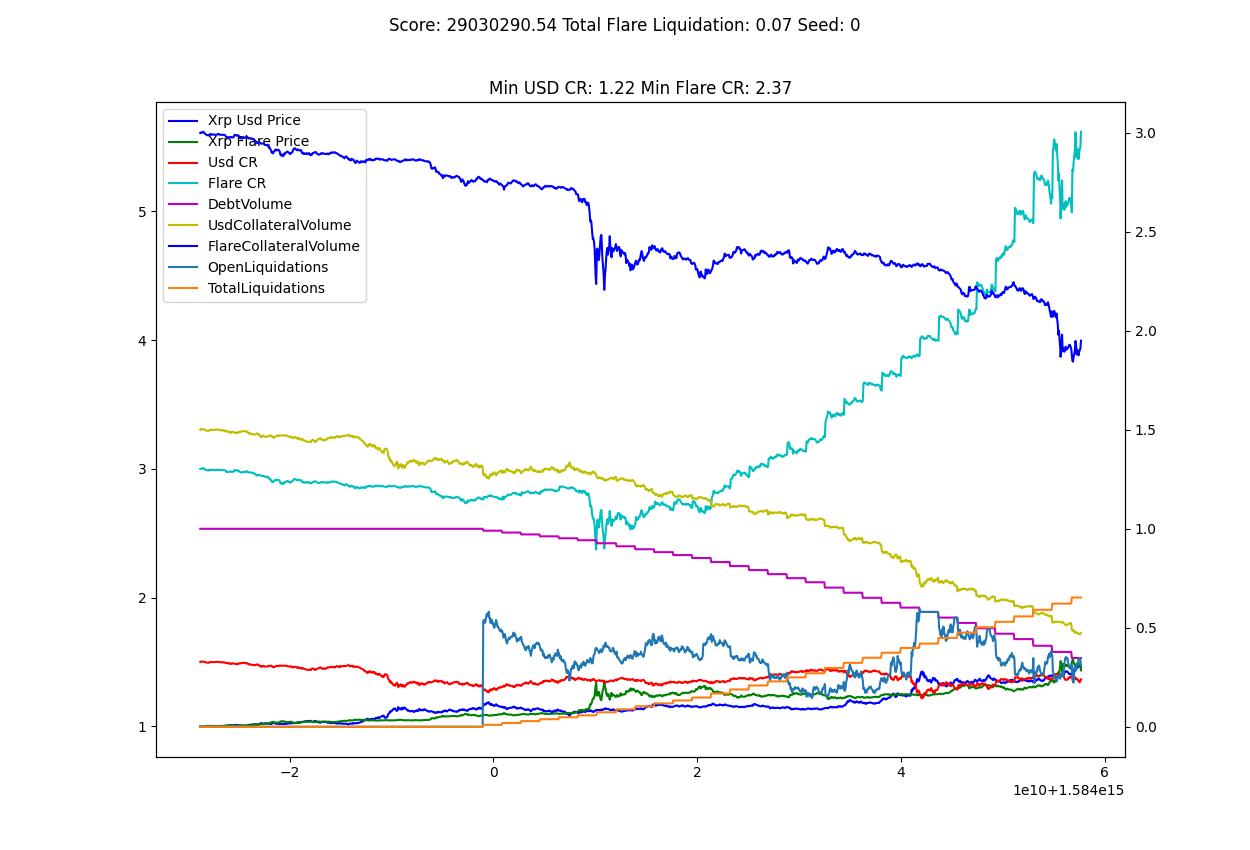 Score: 29030290.54 Total Flare Liquidation: 0.07 Seed: 0
Min USD CR: 1.22 Min Flare CR: 2.37
Xrp Usd Price
Xrp Flare Price
Usd CR
Flare CR
DebtVolume
UsdCollateralVolume
FlareCollateralVolume
OpenLiquidations
TotalLiquidations
5
4
3
2
1
3.0
2.5
2.0
1.5
1.0
0.5
0.0
−2
0
2
4
6
1e10+1.584e15